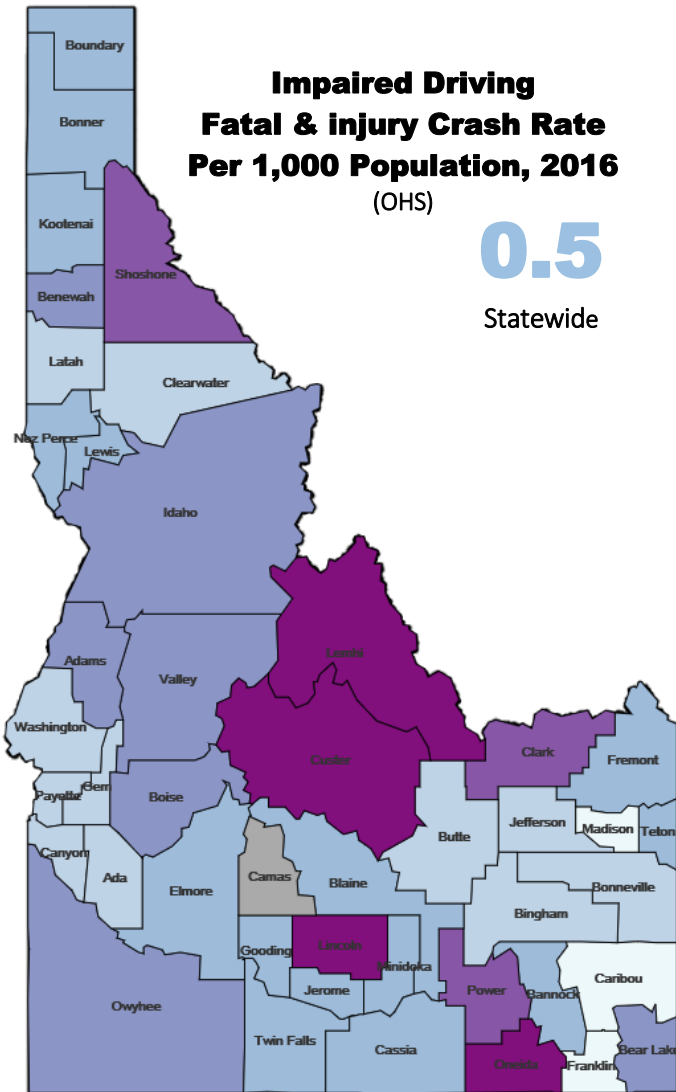 Boundary
Impaired Driving
Fatal & injury Crash Rate
Per 1,000 Population, 2016
(OHS)
0.5
Statewide
Bonner
Kootenai
Shoshone
Benewah
Latah
Clearwater
Nez Perce
Lewis
Idaho
Lemhi
Adams
Valley
Washington
Custer
Clark
Fremont
Gem
Payette
Boise
Jefferson
Madison
Teton
Butte
Canyon
Ada
Camas
Blaine
Elmore
Bonneville
Bingham
Gooding
Lincoln
Minidoka
Caribou
Jerome
Power
Bannock
Owyhee
Twin Falls
Cassia
Oneida
Franklin
Bear Lake